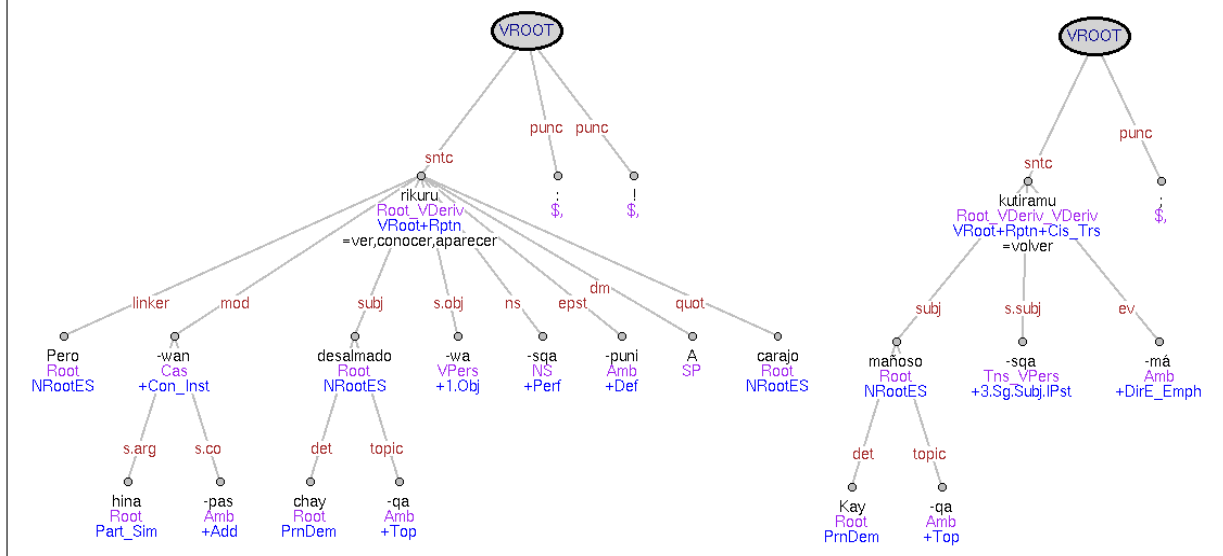 VROOT VROOT
punc punc punc
sntc sntc
rikuru : ! kutiramu ;
Root_VDeriv $, $, Root_VDeriv_VDeriv $,
VRoot+Rptn VRoot+Rptn+Cis_Trs
=ver,conocer,aparecer =volver
linker mod subj s.obj ns epst dm quot subj s.subj ev
Pero -wan desalmado -wa -sqa -puni A carajo mañoso -sqa -má
Root Cas Root VPers NS Amb SP Root Root Tns_VPers Amb
NRootES +Con_Inst NRootES +1.Obj +Perf +Def NRootES NRootES +3.Sg.Subj.IPst +DirE_Emph
s.arg s.co det topic det topic
hina -pas chay -qa Kay -qa
Root Amb Root Amb Root Amb
Part_Sim +Add PrnDem +Top PrnDem +Top